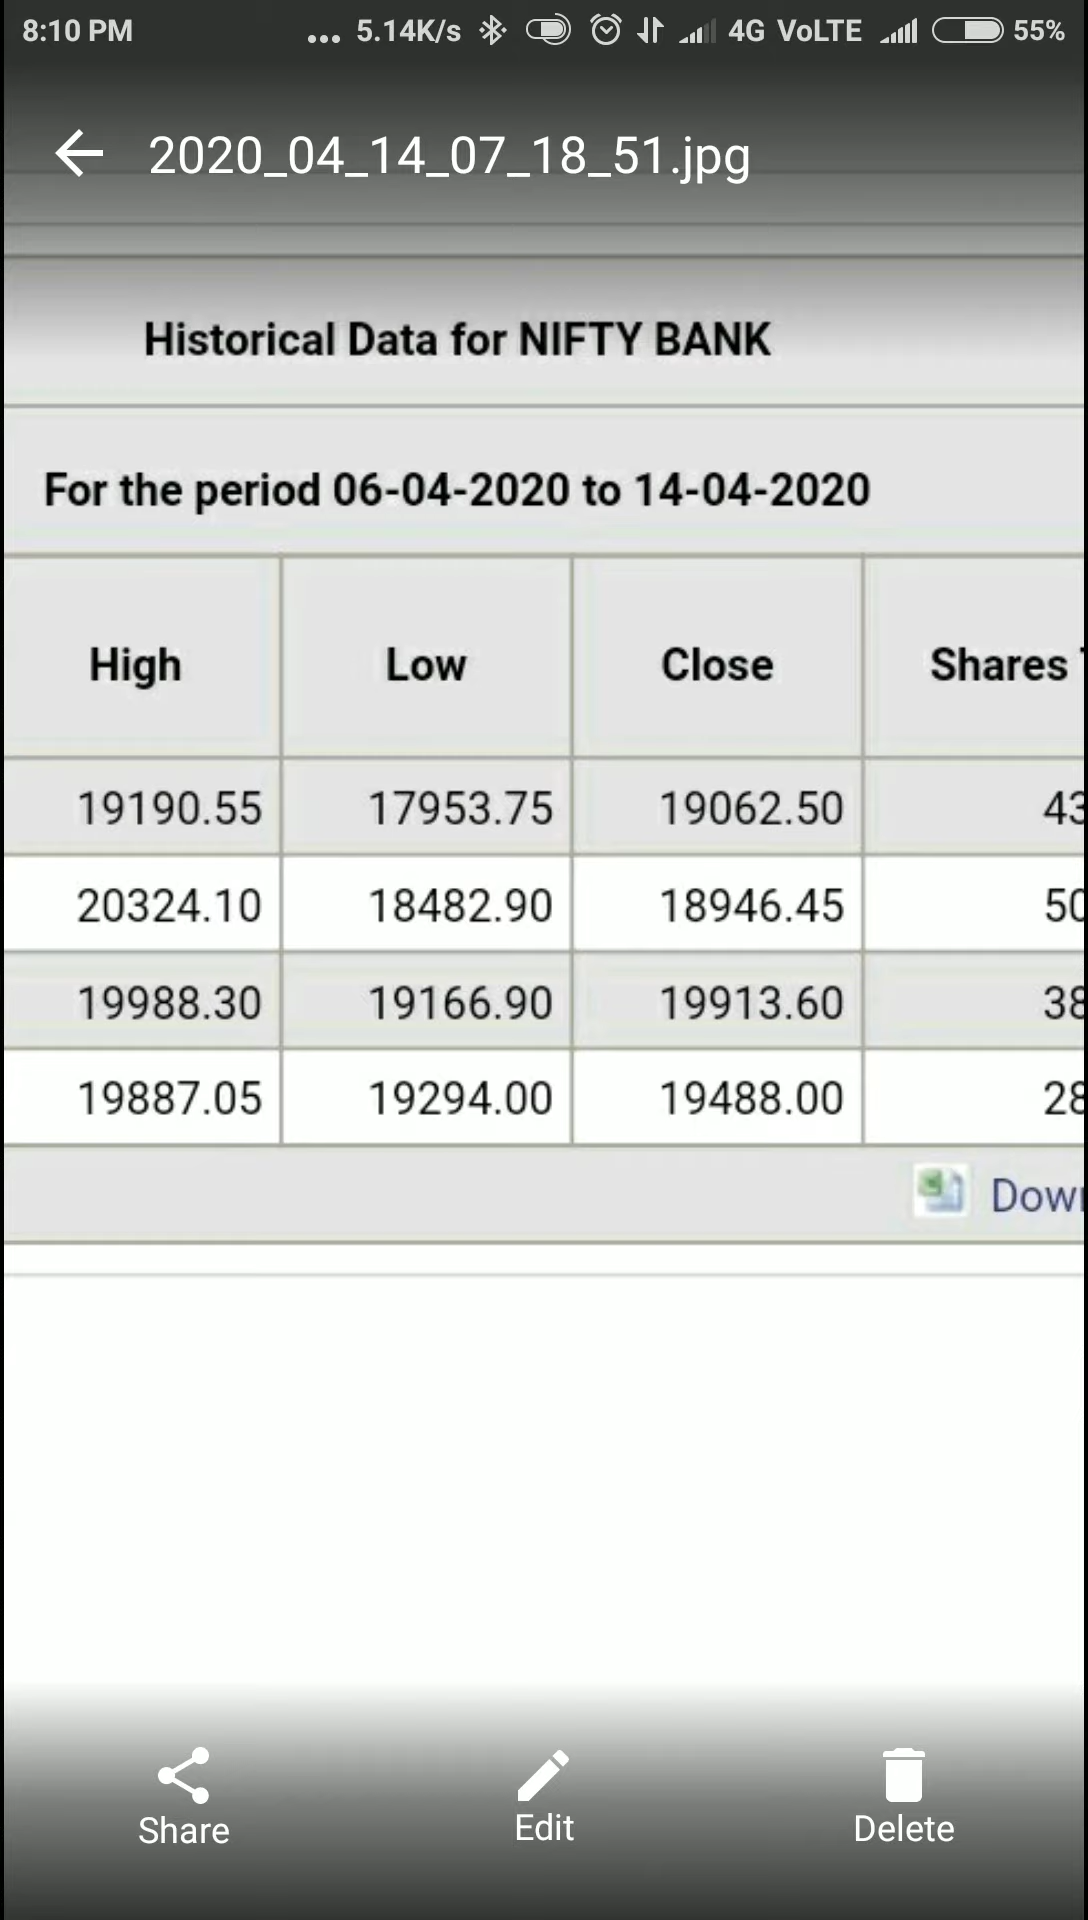 8:10 PM ... 5.14K/s 4G VoLTE 55%
2020_04_14_07_18_51.jpg
Historical Data for NIFTY BANK
For the period 06-04-2020 to 14-04-2020
High Low Close Shares
19190.55 17953.75 19062.50 43
20324.10 18482.90 18946.45 50
19988.30 19166.90 19913.60 38
19887.05 19294.00 19488.00 28
Down
Share Edit Delete